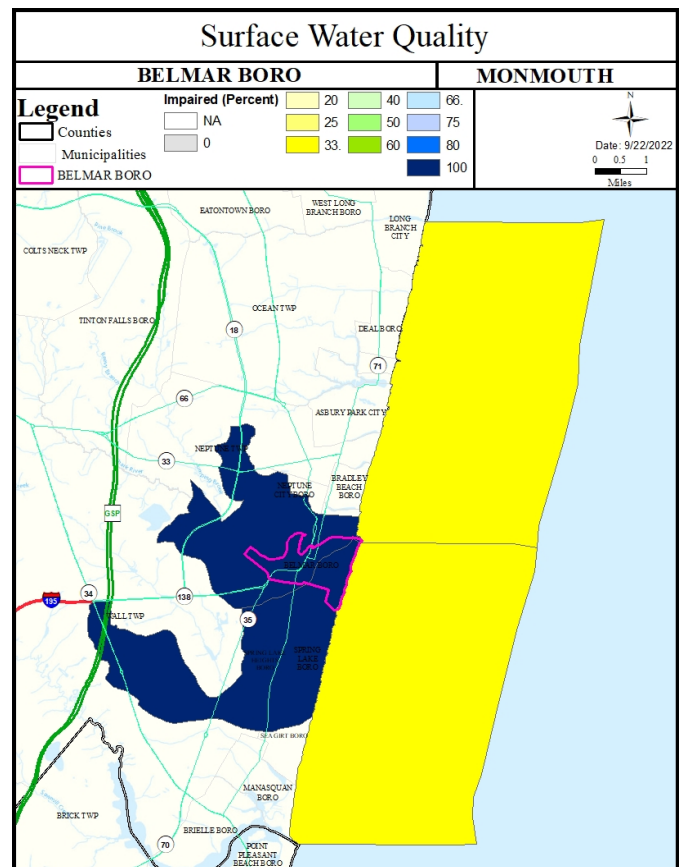 Surface Water Quality
BELMAR BORO
MONMOUTH
Legend
Counties
Municipalities
BELMAR BORO
Impaired (Percent)
NA
0
20
25
33.
40
50
60
66.
75
80
100
N
Date: 9/22/2022
0 0.5 1
Miles
EATONTOWN BORO
WEST LONG
BRANCH BORO
LONG
BRANCH
CITY
COLTS NECK TWP
TINTON FALLS BORO
OCEAN TWP
DEAL BORO
18
71
66
ASBURY PARK CITY
NEPTUNE TWP
33
BRADLEY
BEACH
BORO
NEPTUNE
CITY BORO
GSP
BELMAR BORO
34
195
138
WALL TWP
35
SPRING
LAKE
BORO
SEA GIRT BORO
MANASQUAN
BORO
BRICK TWP
BRIELLE BORO
70
POINT
PLEASANT
BEACH BORO